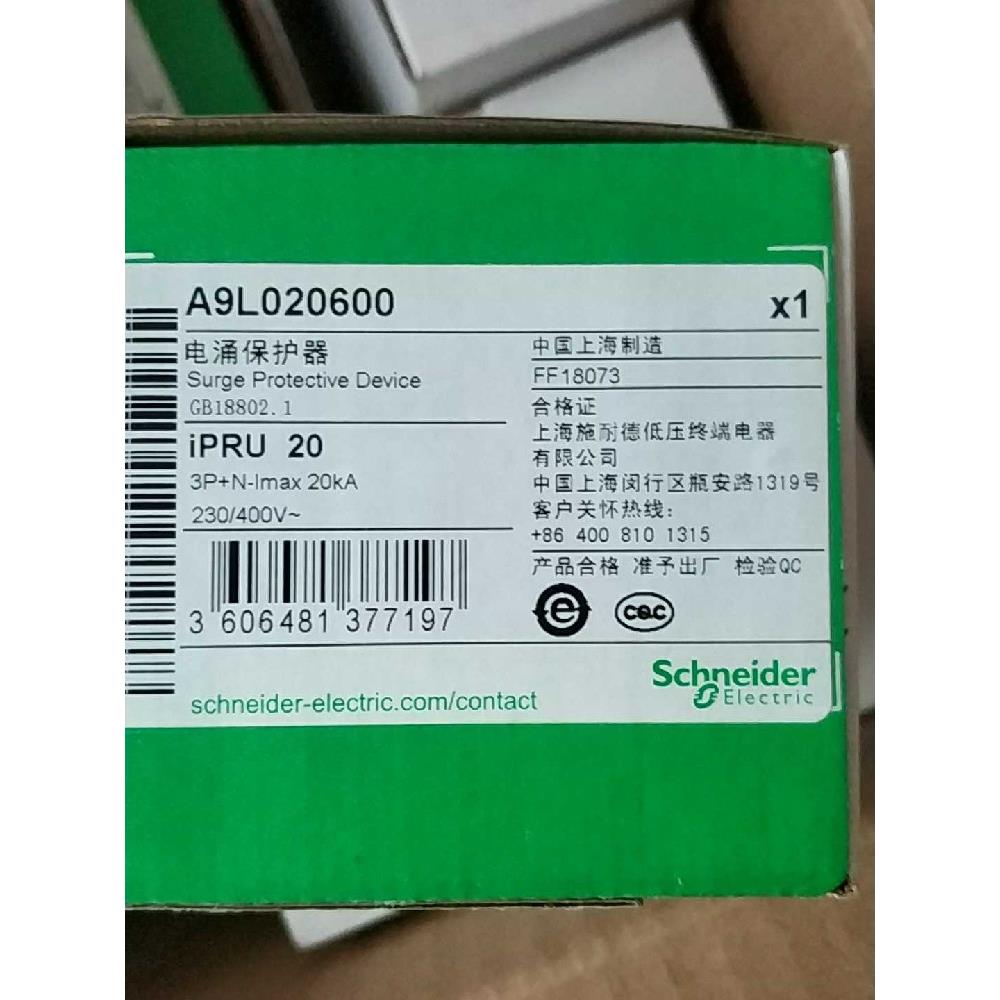 A9L020600
x1
电涌保护器
Surge Protective Device
GB18802.1
iPRU 20
3P+N-Imax 20kA
230/400V~
3 606481 377197
中国上海制造
FF18073
合格证
上海施耐德低压终端电器
有限公司
中国上海闵行区瓶安路1319号
客户关怀热线:
+86 400 810 1315
产品合格 准予出厂 检验QC
e
CQC
schneider-electric.com/contact
Schneider
Electric